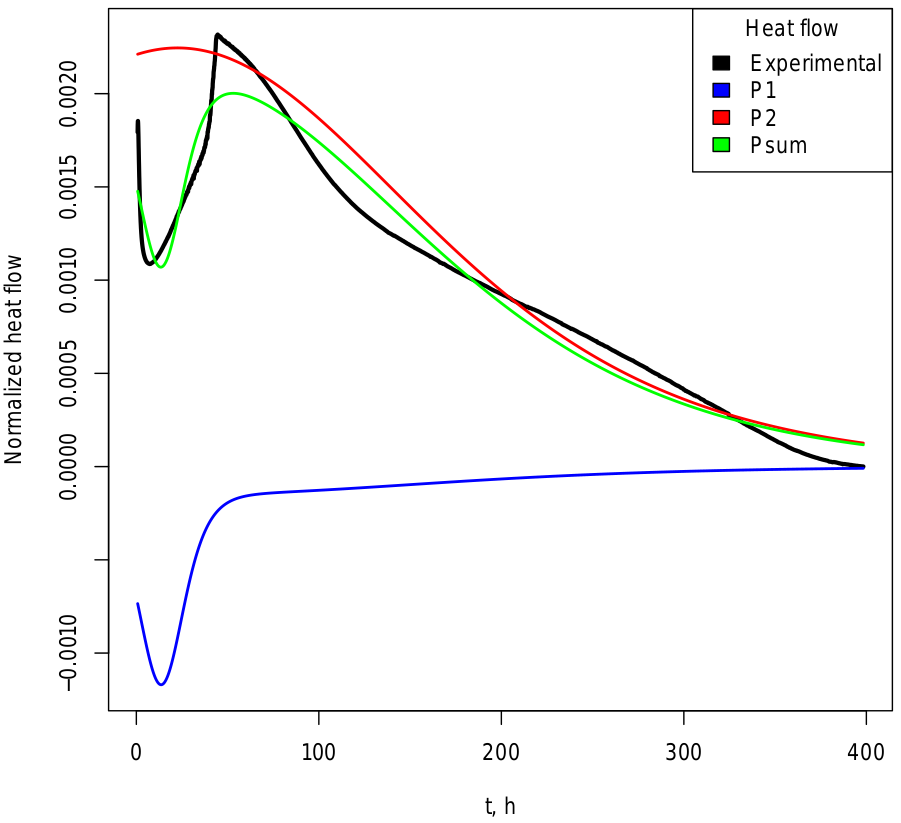 Heat flow
Experimental
P1
P2
Psum
Normalized heat flow
0.0020
0.0015
0.0010
0.0005
0.0000
−0.0010
0 100 200 300 400
t, h